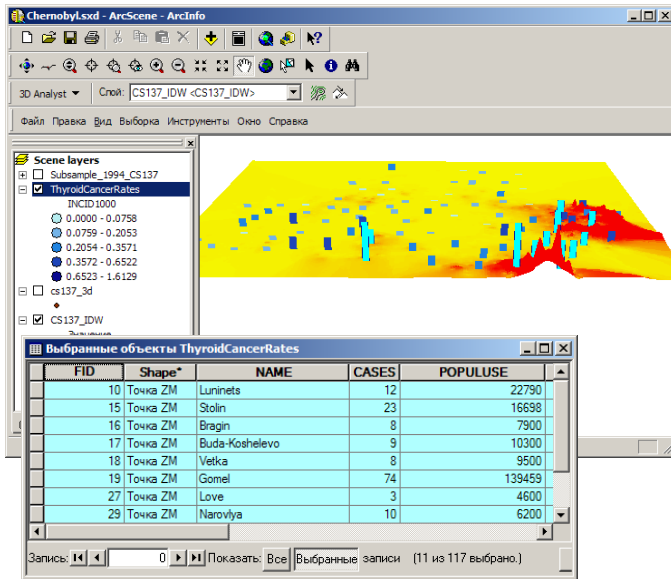 Chernobyl.sxd - ArcScene - ArcInfo
3D Analyst Слой: CS137_IDW <CS137_IDW>
Файл Правка Вид Выборка Инструменты Окно Справка
Scene layers
Subsample_1994_CS137
ThyroidCancerRates
INCID1000
0.0000 - 0.0758
0.0759 - 0.2053
0.2054 - 0.3571
0.3572 - 0.6522
0.6523 - 1.6129
cs137_3d
CS137_IDW
Значение
Выбранные объекты ThyroidCancerRates
FID Shape* NAME CASES POPULUSE
10 Точка ZM Luninets 12 22790
15 Точка ZM Stolin 23 16698
16 Точка ZM Bragin 8 7900
17 Точка ZM Buda-Koshelevo 9 10300
18 Точка ZM Vetka 8 9500
19 Точка ZM Gomel 74 139459
27 Точка ZM Love 3 4600
29 Точка ZM Narovlya 10 6200
Запись: 0 Показать: Все Выбранные записи (11 из 117 выбрано.)